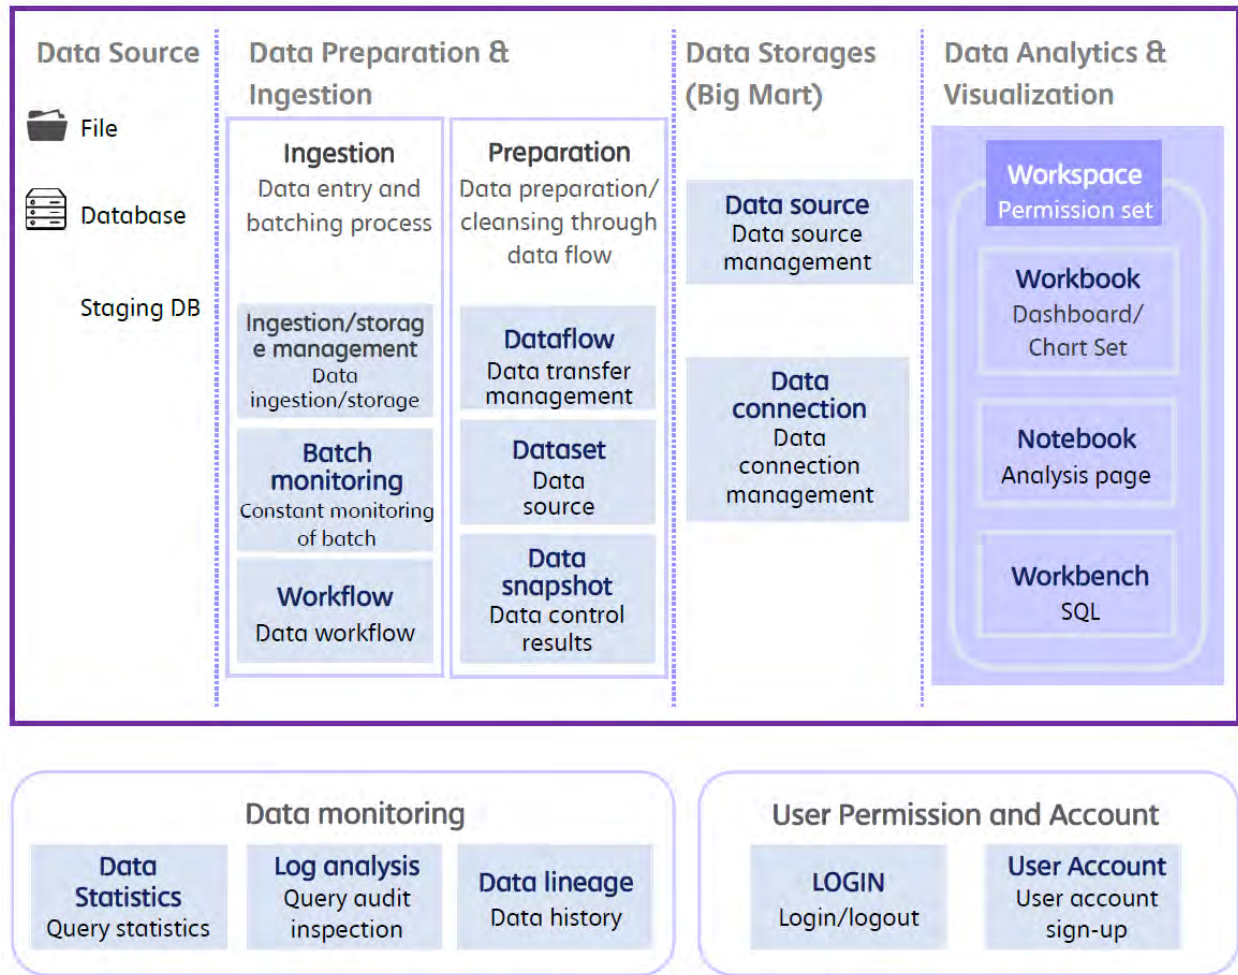 Data Source
File
Database
Staging DB
Data Preparation &
Ingestion
Ingestion
Data entry and
batching process
Ingestion/storag
e management
Data
ingestion/storage
Batch
monitoring
Constant monitoring
of batch
Workflow
Data workflow
Preparation
Data preparation/
cleansing through
data flow
Dataflow
Data transfer
management
Dataset
Data
source
Data
snapshot
Data control
results
Data Storages
(Big Mart)
Data source
Data source
management
Data
connection
Data
connection
management
Data Analytics &
Visualization
Workspace
Permission set
Workbook
Dashboard/
Chart Set
Notebook
Analysis page
Workbench
SQL
Data monitoring
Data
Statistics
Query statistics
Log analysis
Query audit
inspection
Data lineage
Data history
User Permission and Account
LOGIN
Login/logout
User Account
User account
sign-up